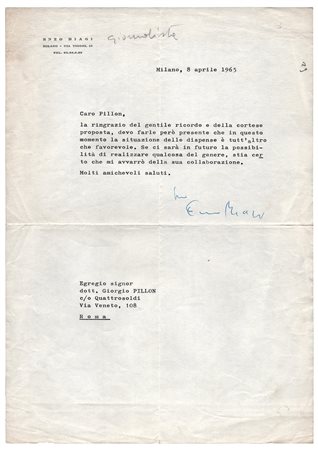 ENZO BIAGI
giornalista
MILANO - VIA
TEL.
Milano, 8 aprile 1965
Caro Pillon,
la ringrazio del gentile ricordo e della cortese
proposta, devo farle però presente che in questo
momento la situazione delle dispense è tutt'altro
che favorevole. Se ci sarà in futuro la possibi-
lità di realizzare qualcosa del genere, stia cer
to che mi avvarrò della sua collaborazione.
Molti amichevoli saluti.
Enzo Biagi
Egregio signor
dott. Giorgio PILLON
c/o Quattrosoldi
Via Veneto, 108
Roma